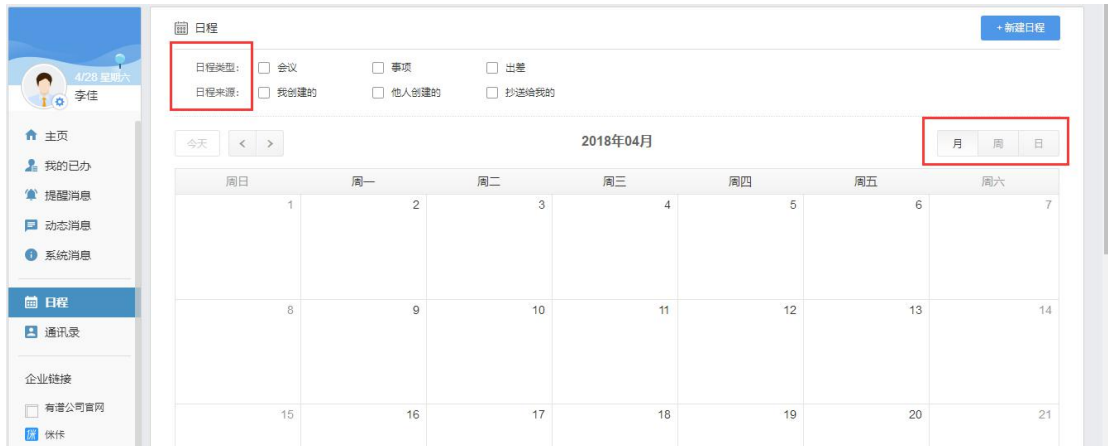 日程
+新建日程
日程类型: 会议 事项 出差
日程来源: 我创建的 他人创建的 抄送给我的
4/28 星期六
李佳
主页
我的已办
提醒消息
动态消息
系统消息
日程
通讯录
企业链接
有谱公司官网
咪卡
今天 < > 2018年04月 月 周 日
周日 周一 周二 周三 周四 周五 周六
1 2 3 4 5 6 7
8 9 10 11 12 13 14
15 16 17 18 19 20 21